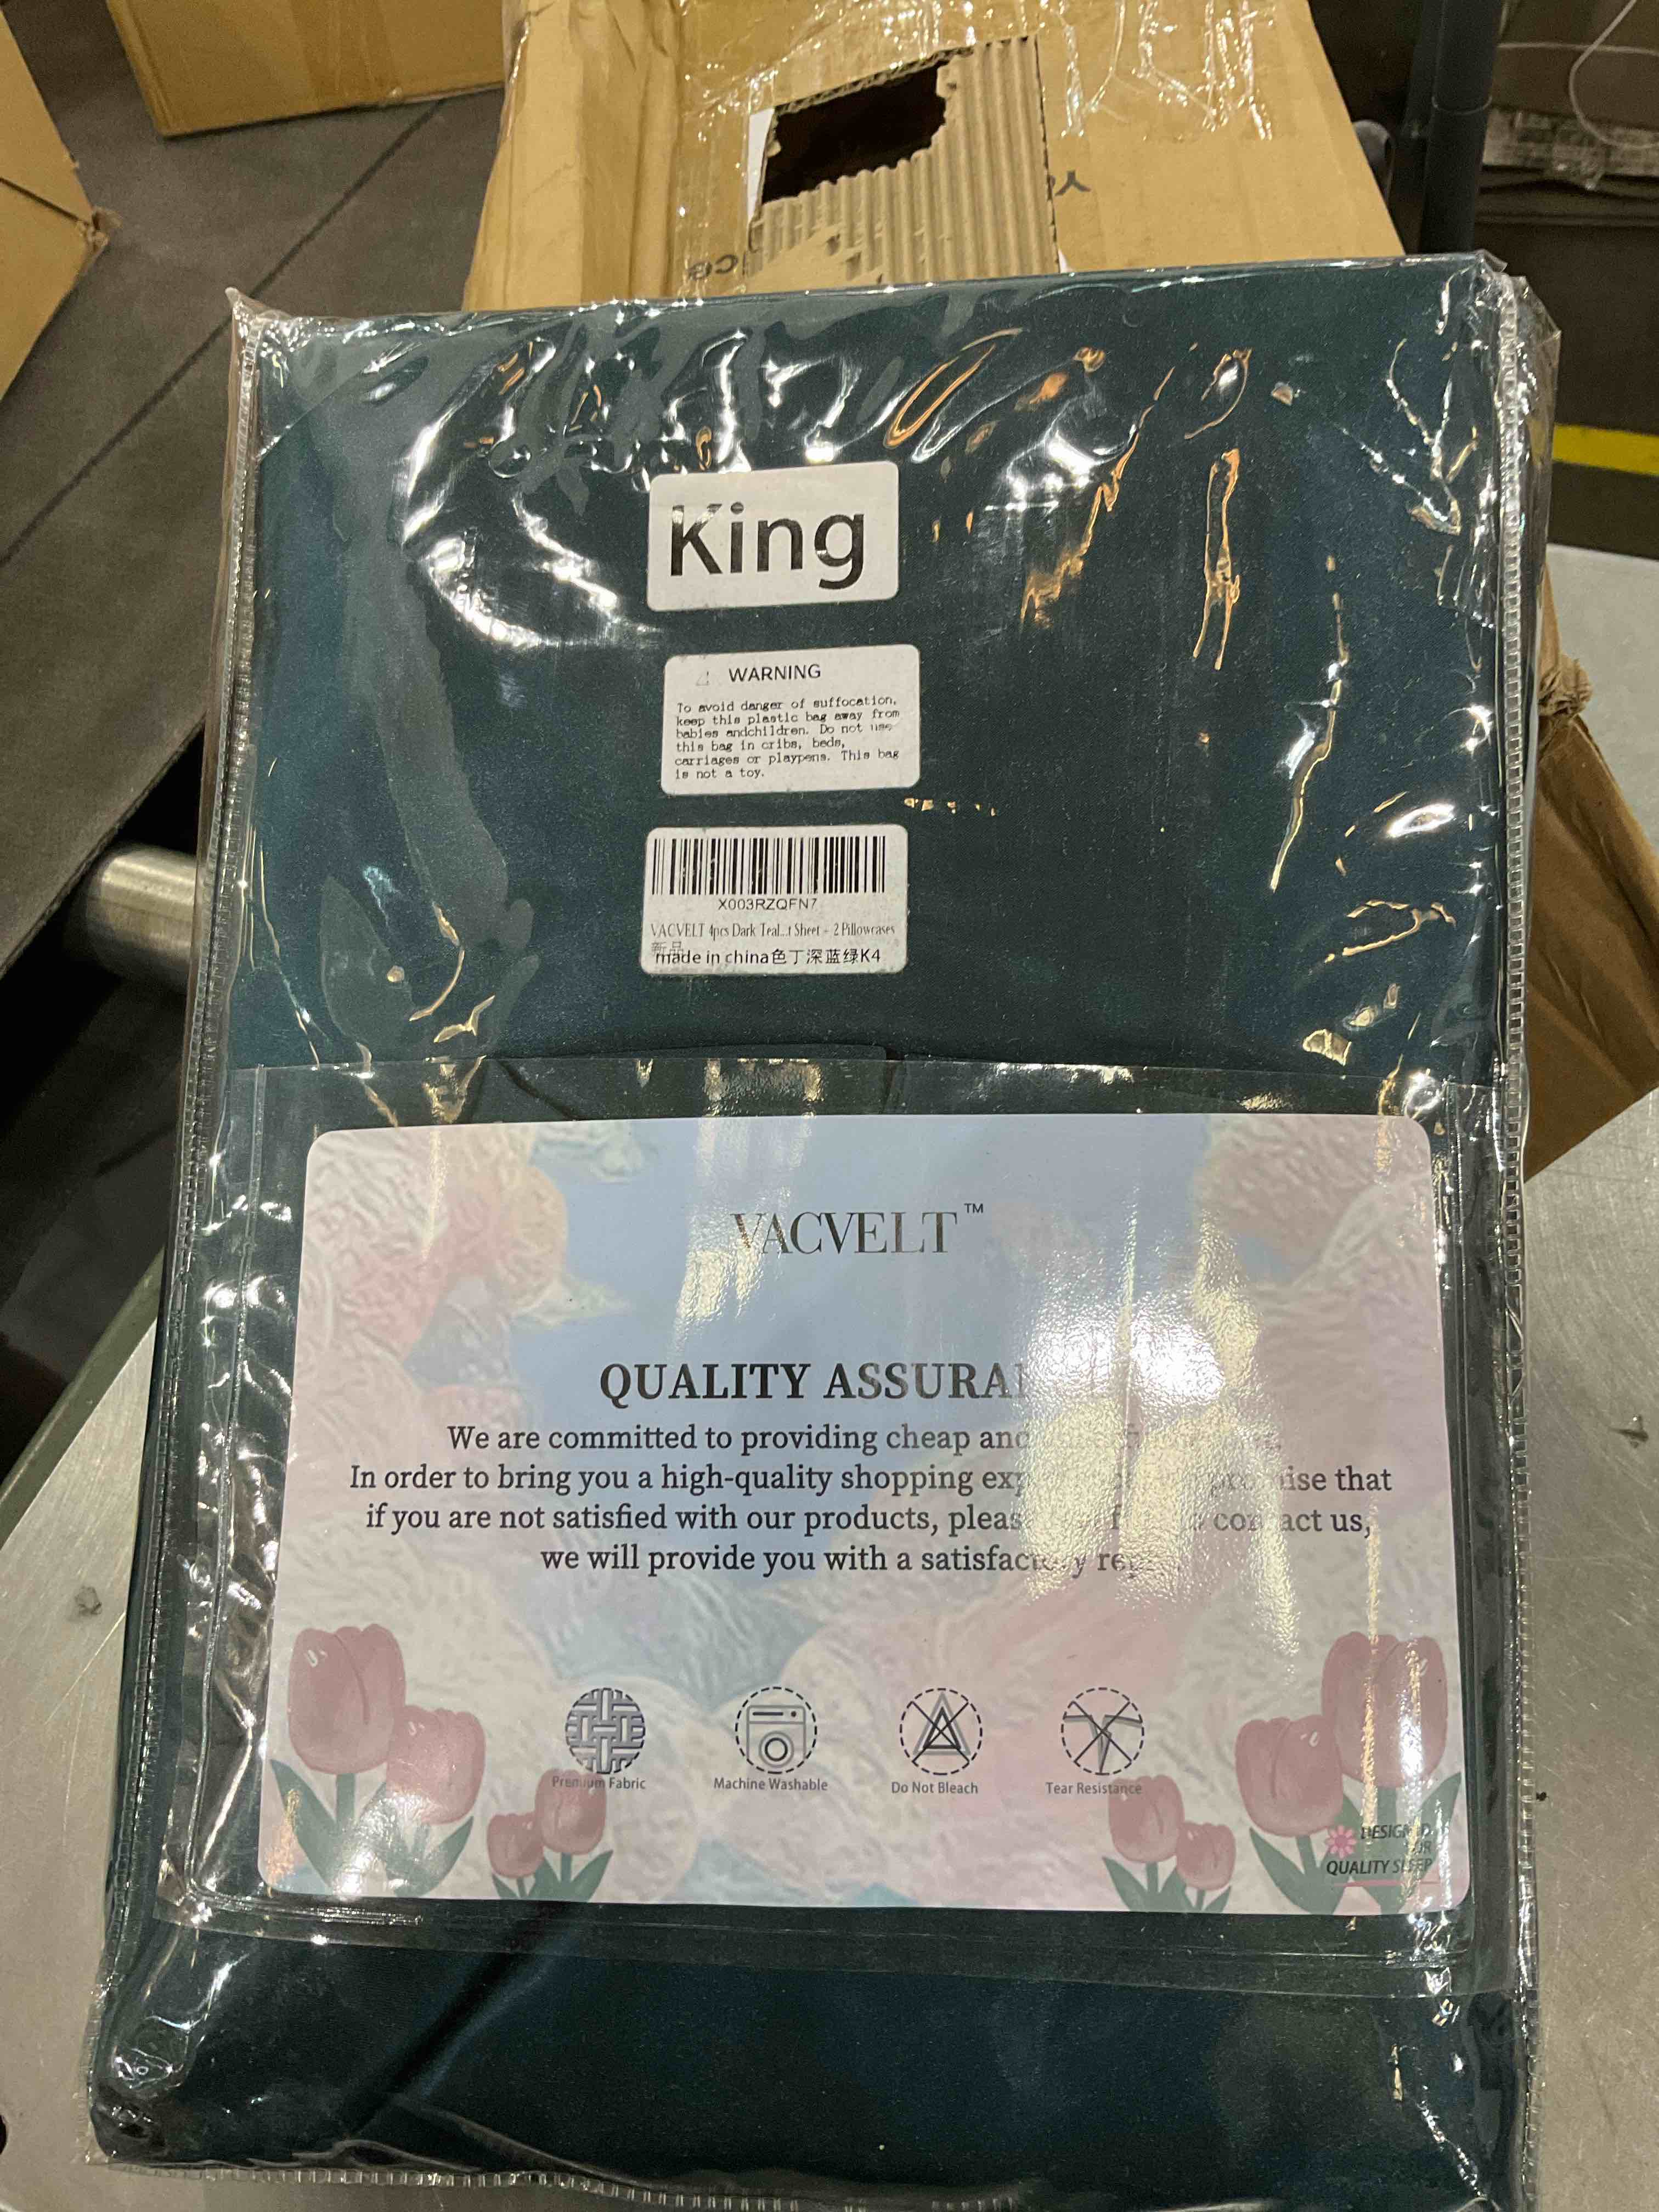 King
WARNING
To avoid danger of suffocation,
keep this plastic bag away from
babies andchildren. Do not use
this bag in cribs, beds,
carriages or playpens. This bag
is not a toy.
X003RZQFN7
VACVELT 4pcs Dark Teal...t Sheet - 2 Pillowcases
新品
made in china色丁深蓝绿K4
VACVELT™
QUALITY
We are committed to providing cheap and
In order to bring you a high-quality shopping that
if you are not satisfied with our products, contact us,
we will provide you with a satisfactory
Premium Fabric
Machine Washable
Do Not Bleach
Tear Resistance
DESIGNED
QUALITY SLEEP